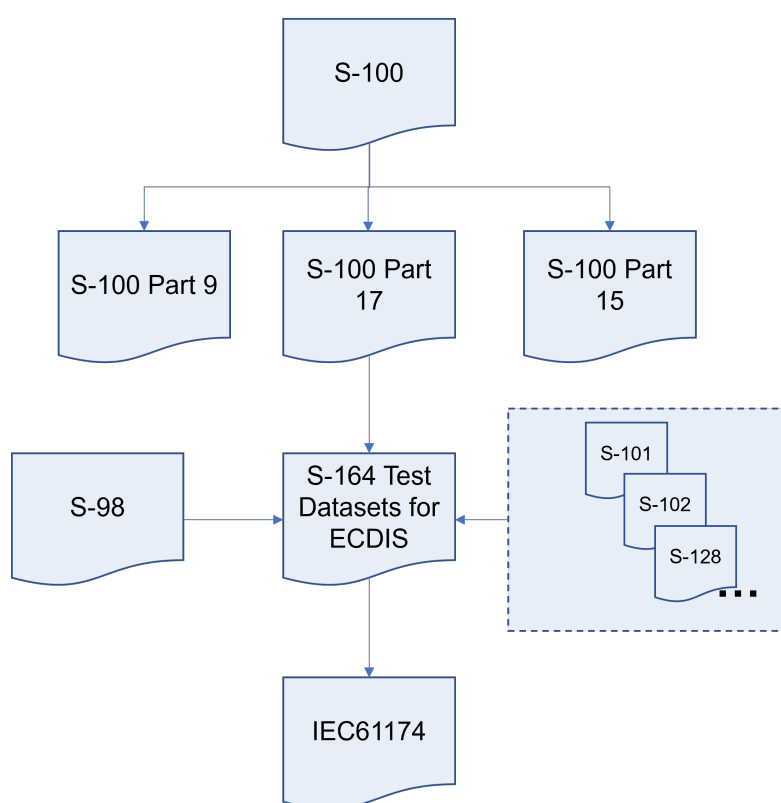 S-100
S-100 Part 9
S-100 Part
17
S-100 Part
15
S-98
S-164 Test
Datasets for
ECDIS
S-101
S-102
S-128
...
IEC61174